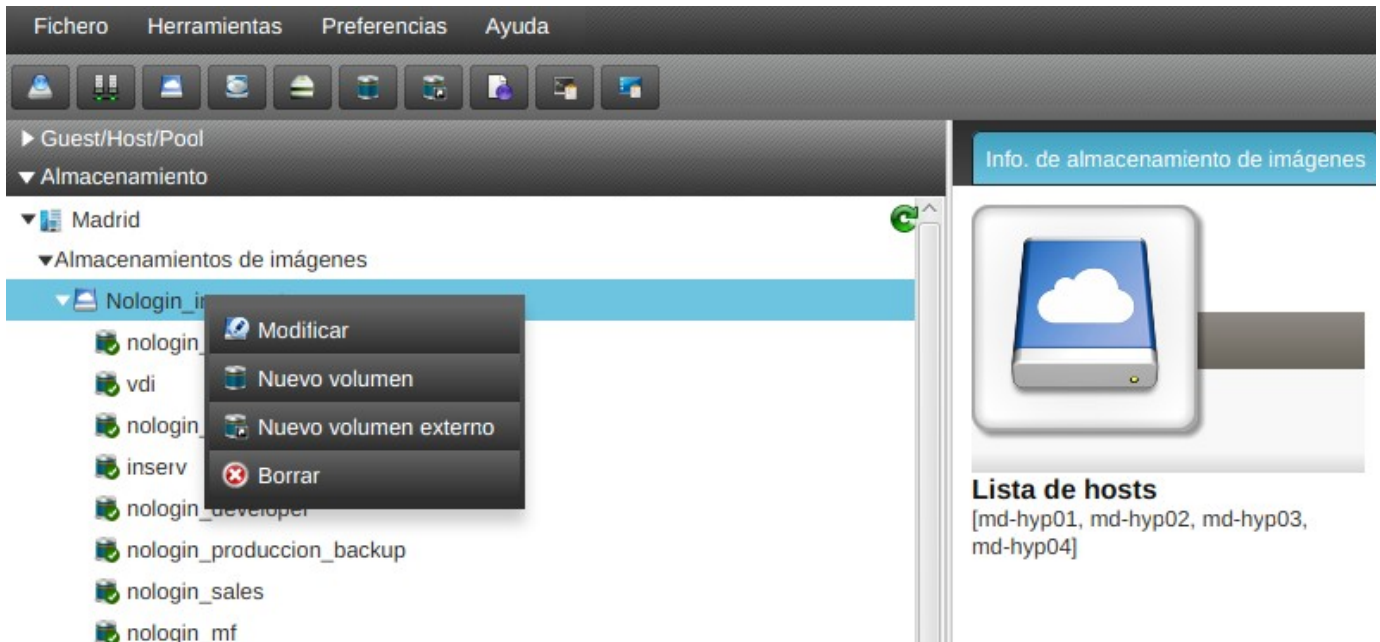 Fichero Herramientas Preferencias Ayuda
Guest/Host/Pool
Almacenamiento
Madrid
Almacenamientos de imágenes
Nologin_i
Modificar
nologin_
Nuevo volumen
vdi
Nuevo volumen externo
nologin_
Borrar
inserv
nologin_developer
nologin_produccion_backup
nologin_sales
nologin_mf
Info. de almacenamiento de imágenes
Lista de hosts
[md-hyp01, md-hyp02, md-hyp03,
md-hyp04]